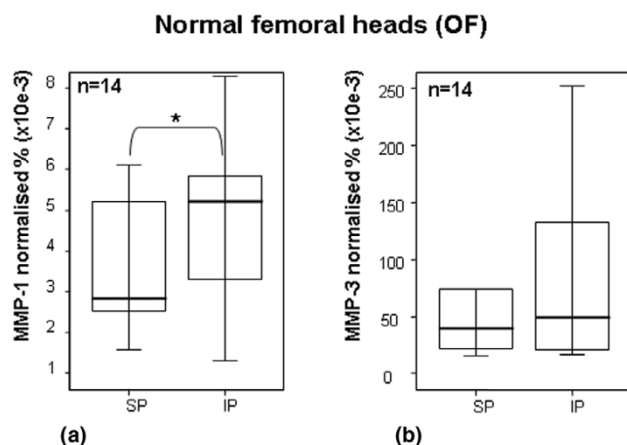 Normal femoral heads (OF)
MMP-1 normalised % (x10e-3)
8
7
6
5
4
3
2
1
n=14
*
SP
IP
(a)
MMP-3 normalised % (x10e-3)
250
200
150
100
50
0
n=14
SP
IP
(b)